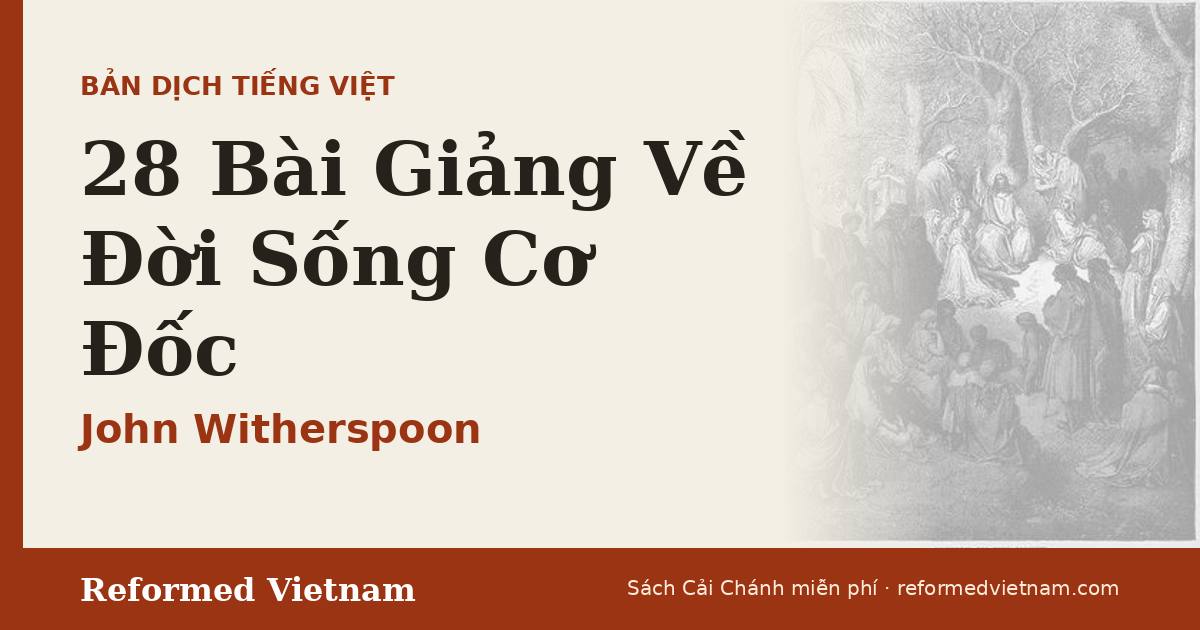 BẢN DỊCH TIẾNG VIỆT
28 Bài Giảng Về
Đời Sống Cơ
Đốc
John Witherspoon
Reformed Vietnam
Sách Cải Chánh miễn phí · reformedvietnam.com